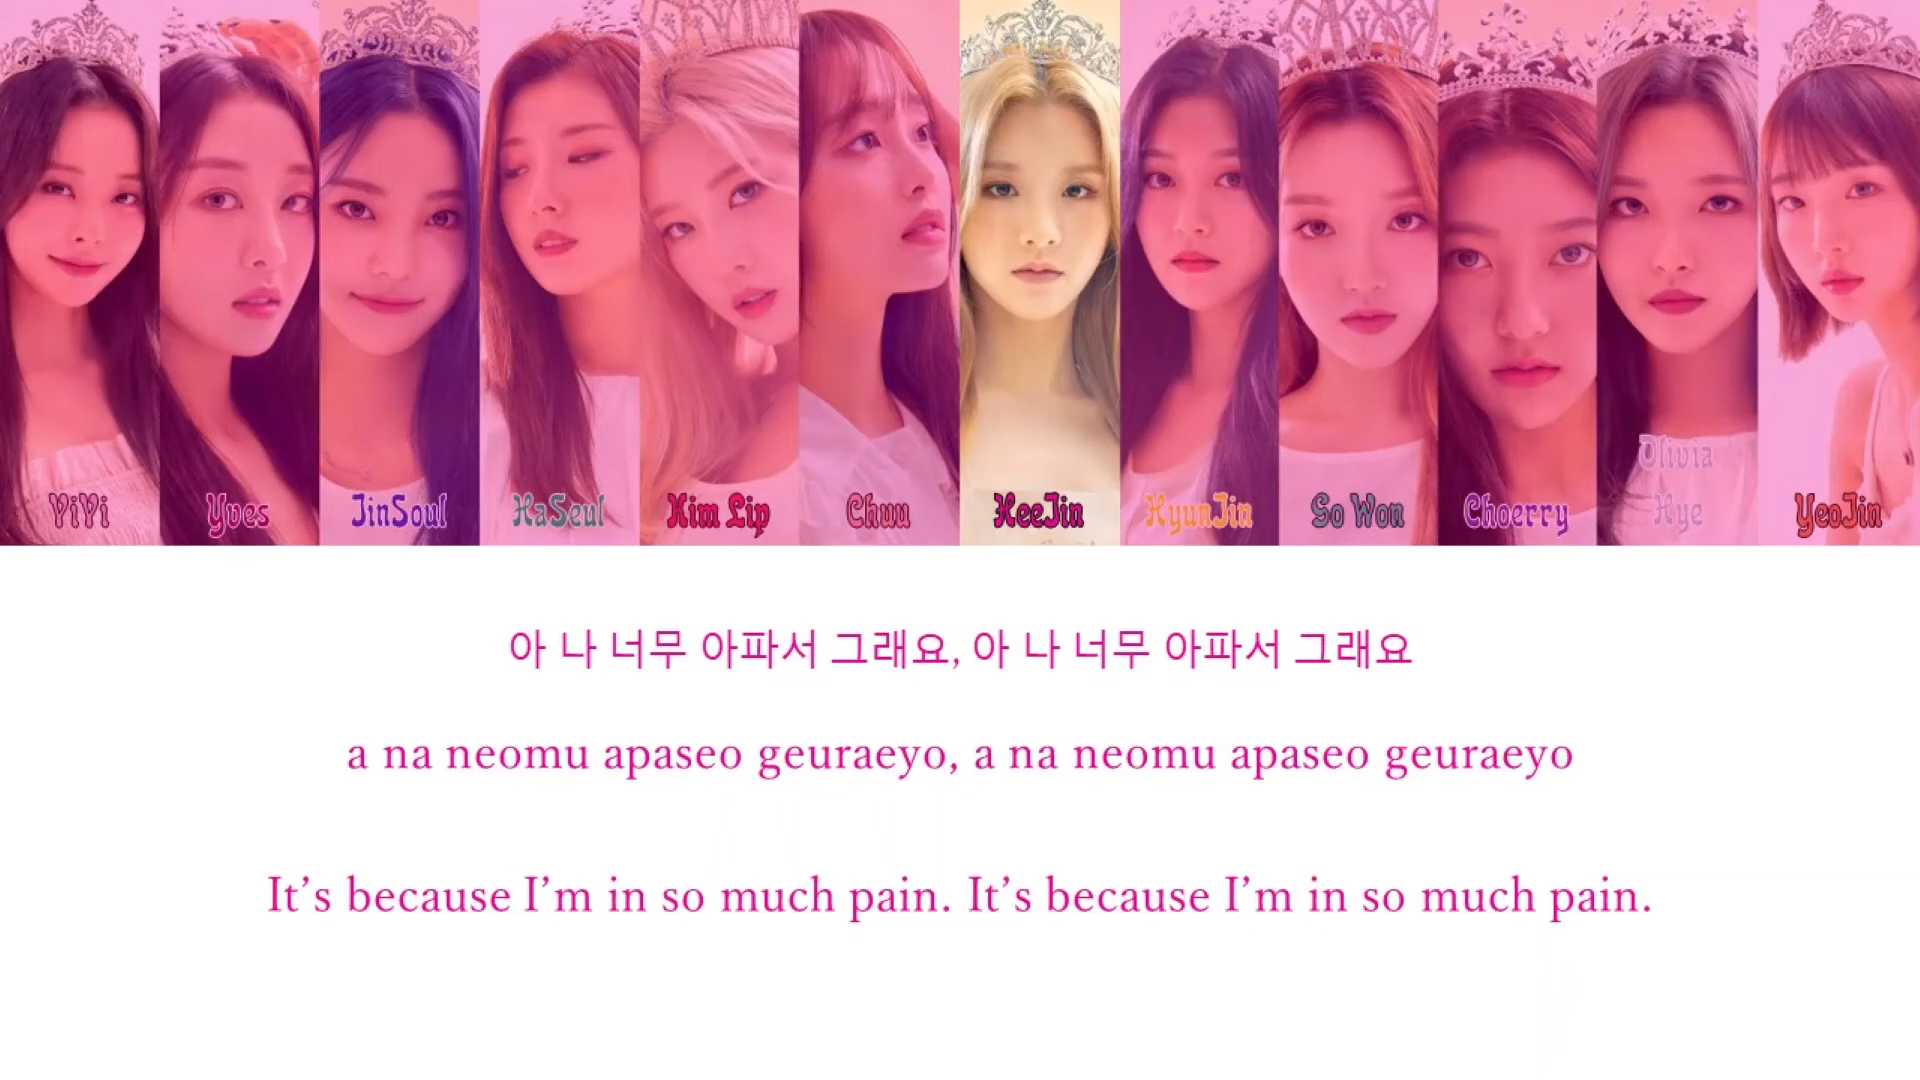 ViVi
Yves
JinSoul
HaSeul
Kim Lip
Chuu
HeeJin
HyunJin
So Won
Choerry
Olivia
Hye
YeoJin
아 나 너무 아파서 그래요, 아 나 너무 아파서 그래요
a na neomu apaseo geuraeyo, a na neomu apaseo geuraeyo
It’s because I’m in so much pain. It’s because I’m in so much pain.